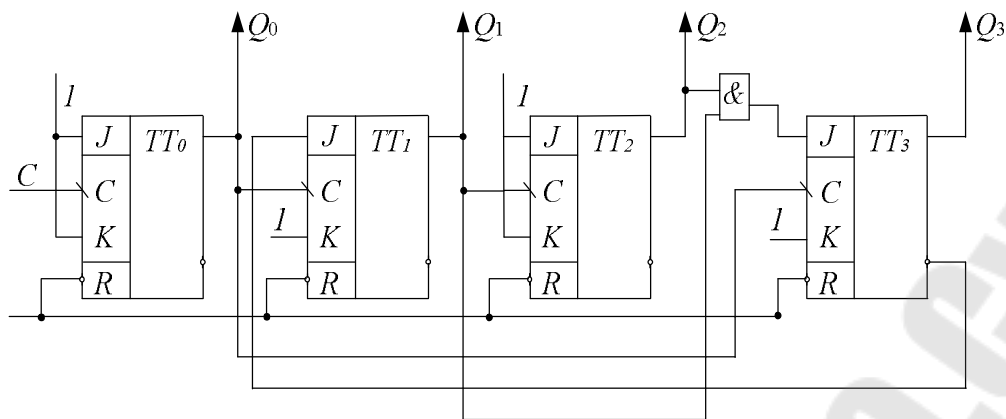 Q0 Q1 Q2 Q3
1 1 &
J TT0 J TT1 J TT2 J TT3
C C C C C
K 1 K K 1 K
R R R R